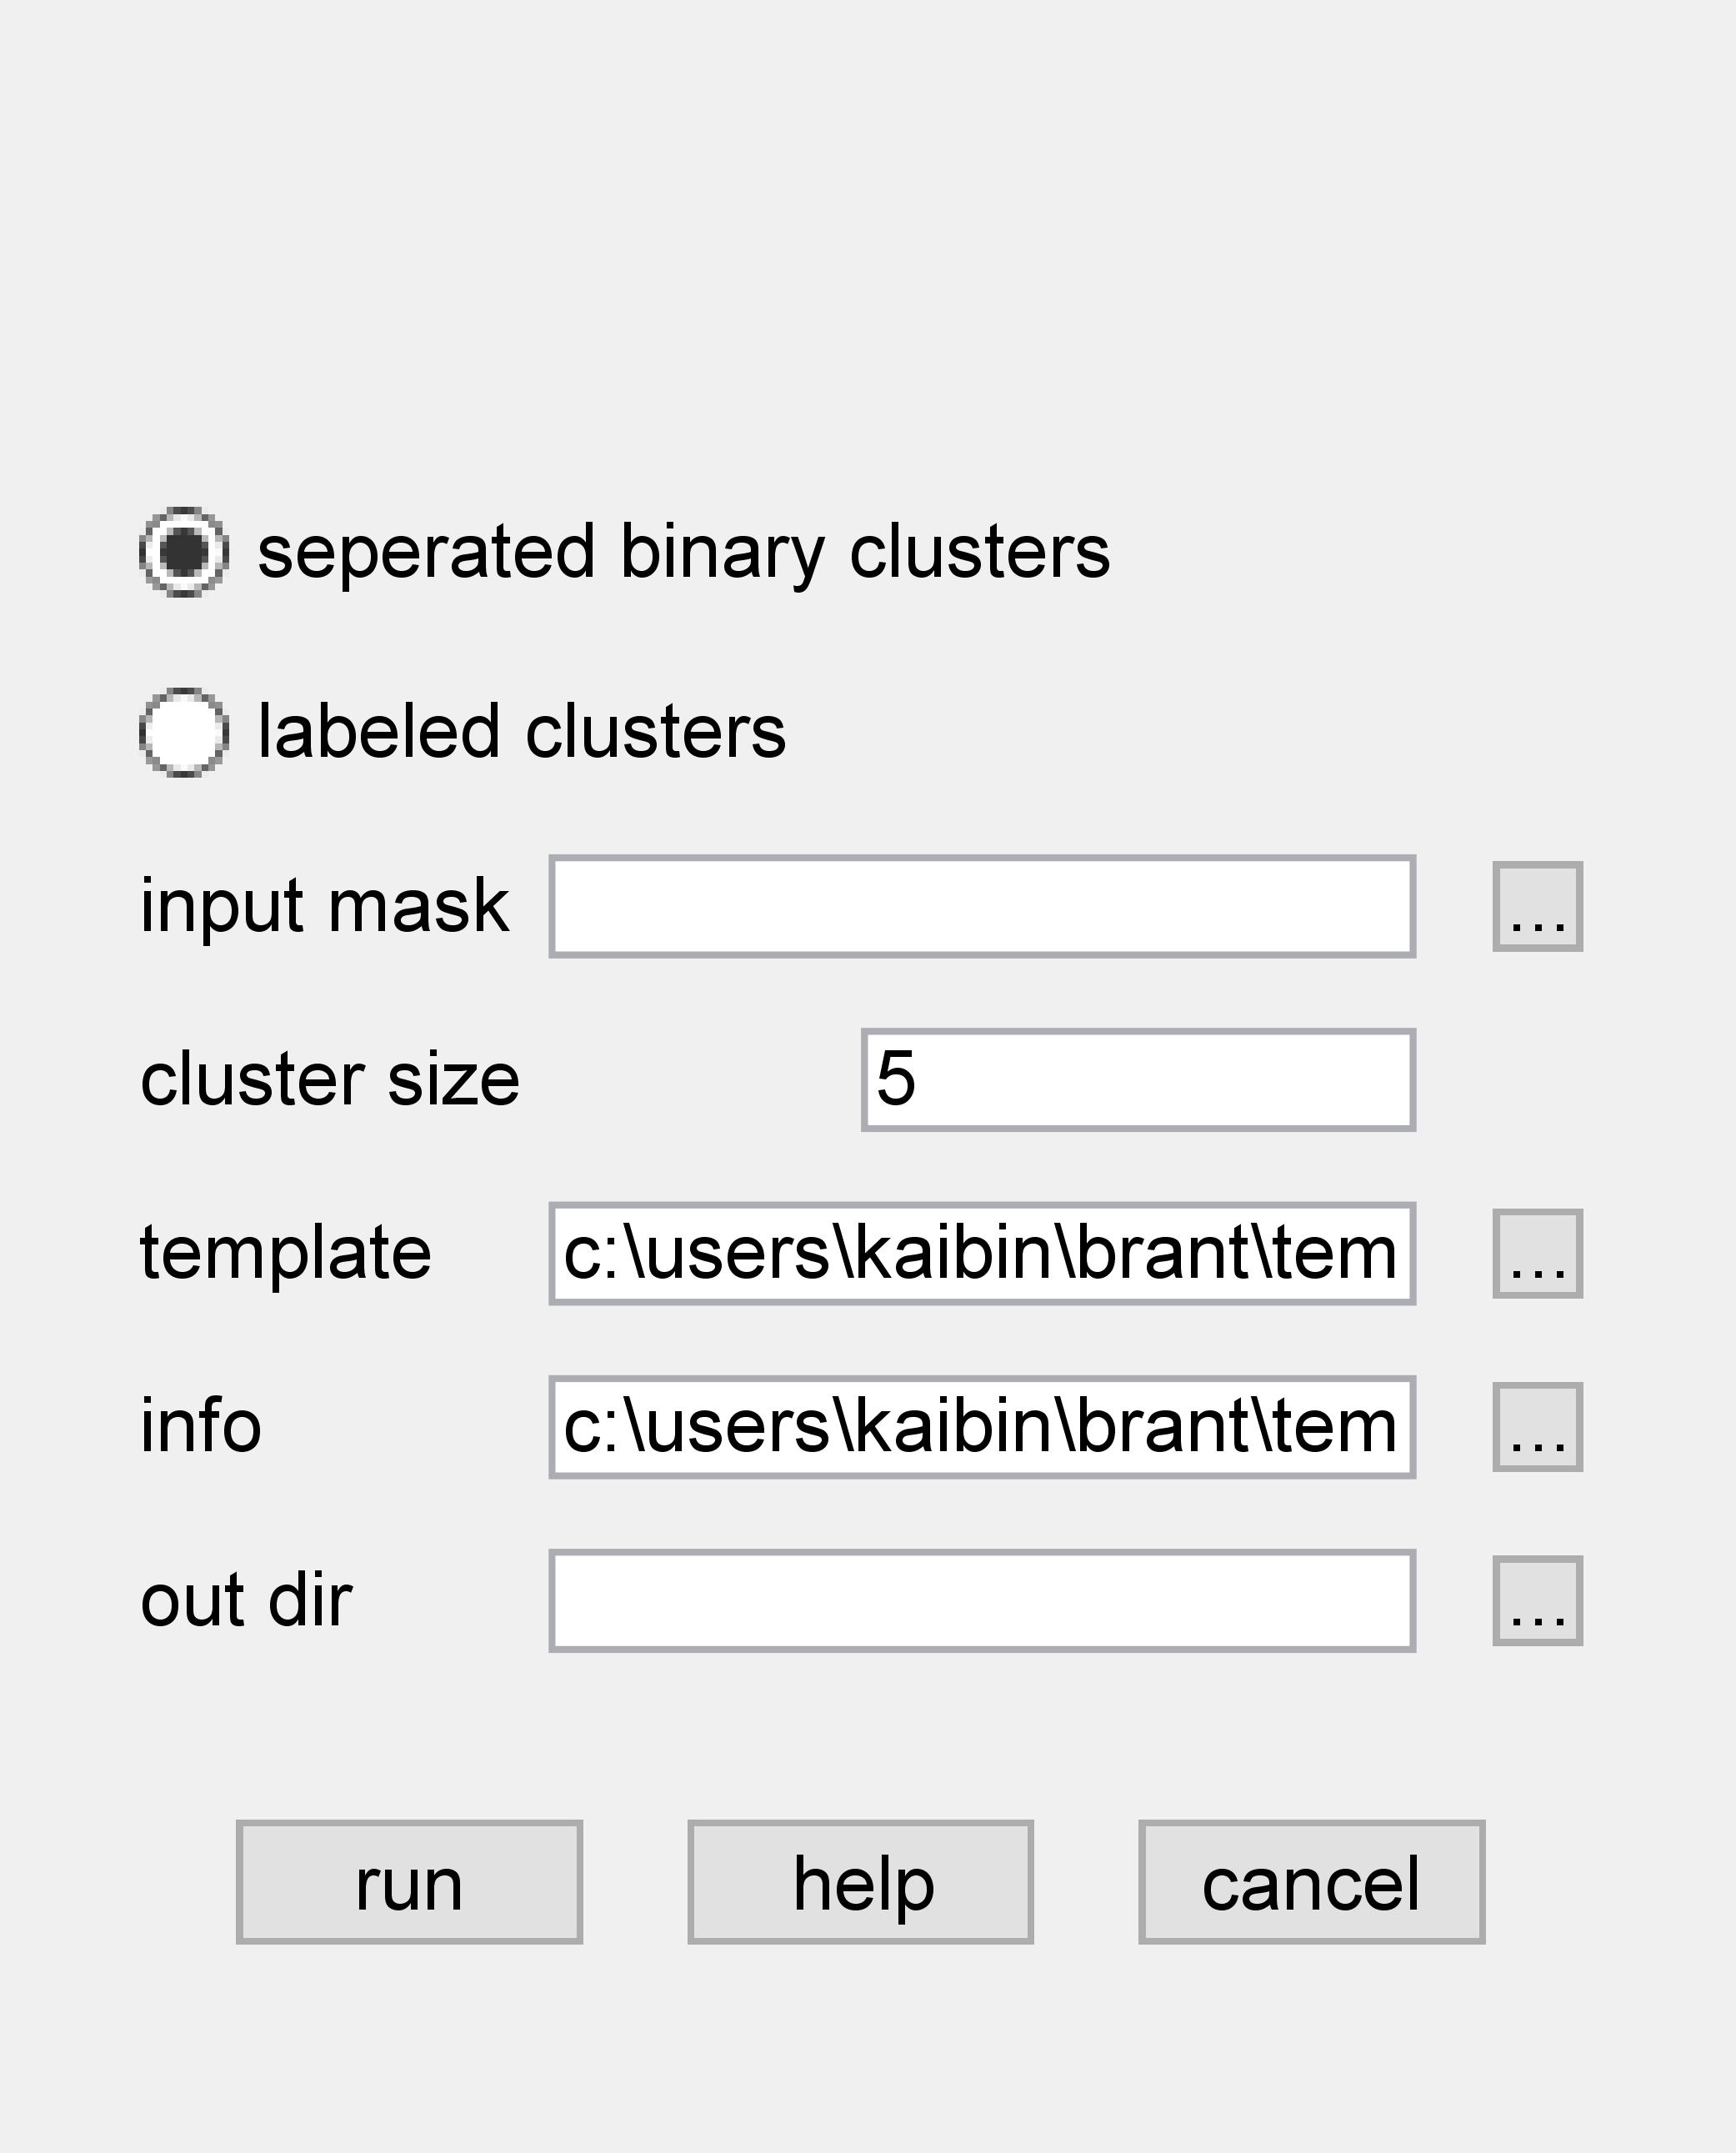 seperated binary clusters
labeled clusters
input mask ...
cluster size 5
template c:\users\kaibin\brant\tem ...
info c:\users\kaibin\brant\tem ...
out dir ...
run help cancel